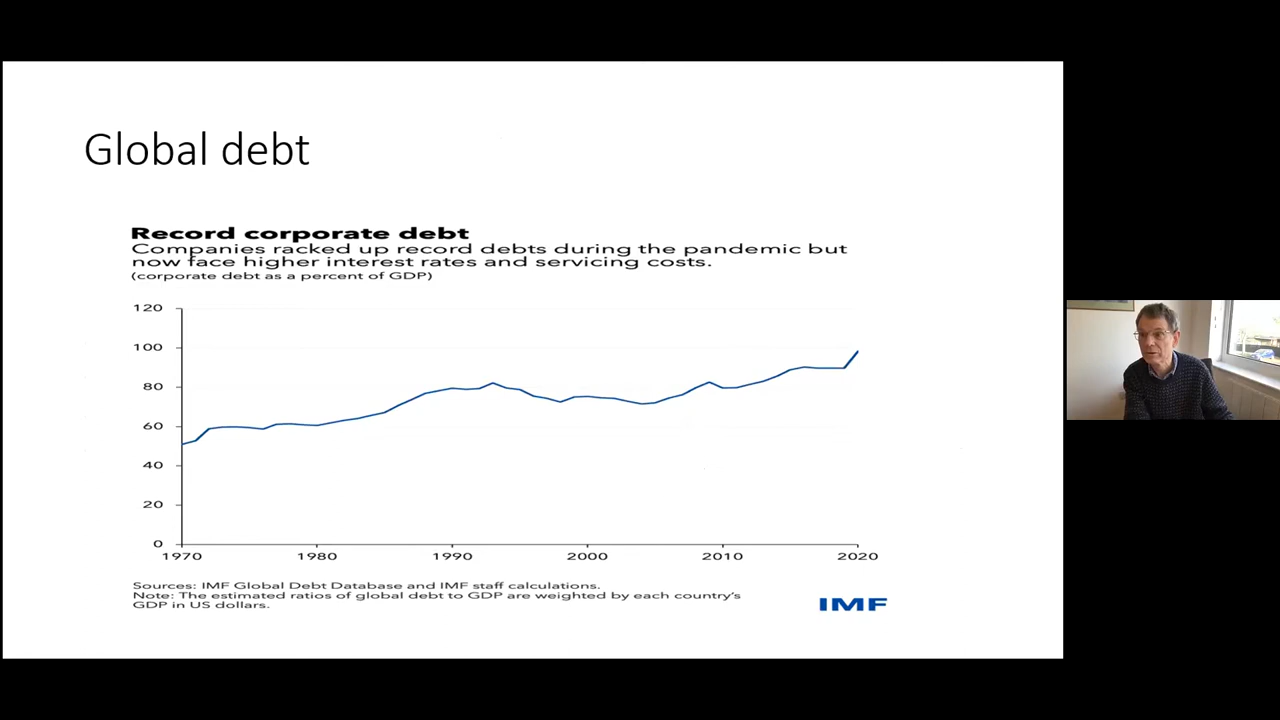 Global debt
Record corporate debt
Companies racked up record debts during the pandemic but
now face higher interest rates and servicing costs.
(corporate debt as a percent of GDP)
120
100
80
60
40
20
0
1970 1980 1990 2000 2010 2020
Sources: IMF Global Debt Database and IMF staff calculations.
Note: The estimated ratios of global debt to GDP are weighted by each country's
GDP in US dollars.
IMF